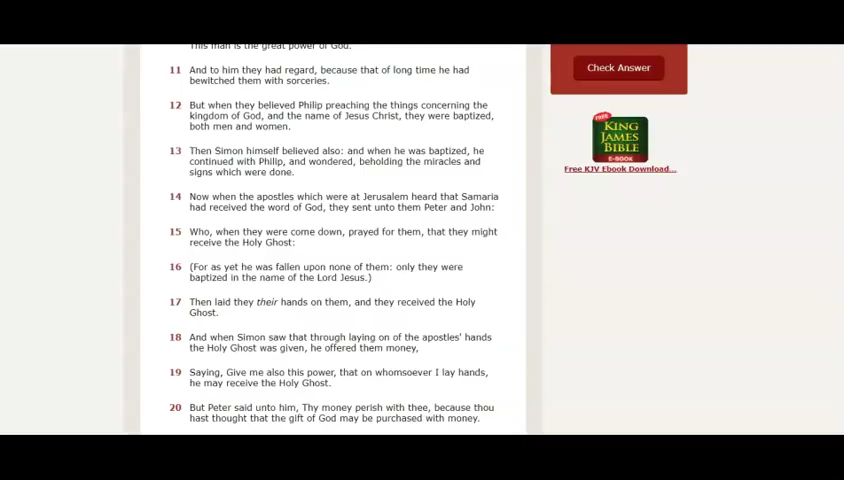 This man is the great power of God.
11 And to him they had regard, because that of long time he had
bewitched them with sorceries.
12 But when they believed Philip preaching the things concerning the
kingdom of God, and the name of Jesus Christ, they were baptized,
both men and women.
13 Then Simon himself believed also: and when he was baptized, he
continued with Philip, and wondered, beholding the miracles and
signs which were done.
14 Now when the apostles which were at Jerusalem heard that Samaria
had received the word of God, they sent unto them Peter and John:
15 Who, when they were come down, prayed for them, that they might
receive the Holy Ghost:
16 (For as yet he was fallen upon none of them: only they were
baptized in the name of the Lord Jesus.)
17 Then laid they their hands on them, and they received the Holy
Ghost.
18 And when Simon saw that through laying on of the apostles' hands
the Holy Ghost was given, he offered them money,
19 Saying, Give me also this power, that on whomsoever I lay hands,
he may receive the Holy Ghost.
20 But Peter said unto him, Thy money perish with thee, because thou
hast thought that the gift of God may be purchased with money.
Check Answer
FREE
KING
JAMES
BIBLE
E-BOOK
Free KJV Ebook Download...